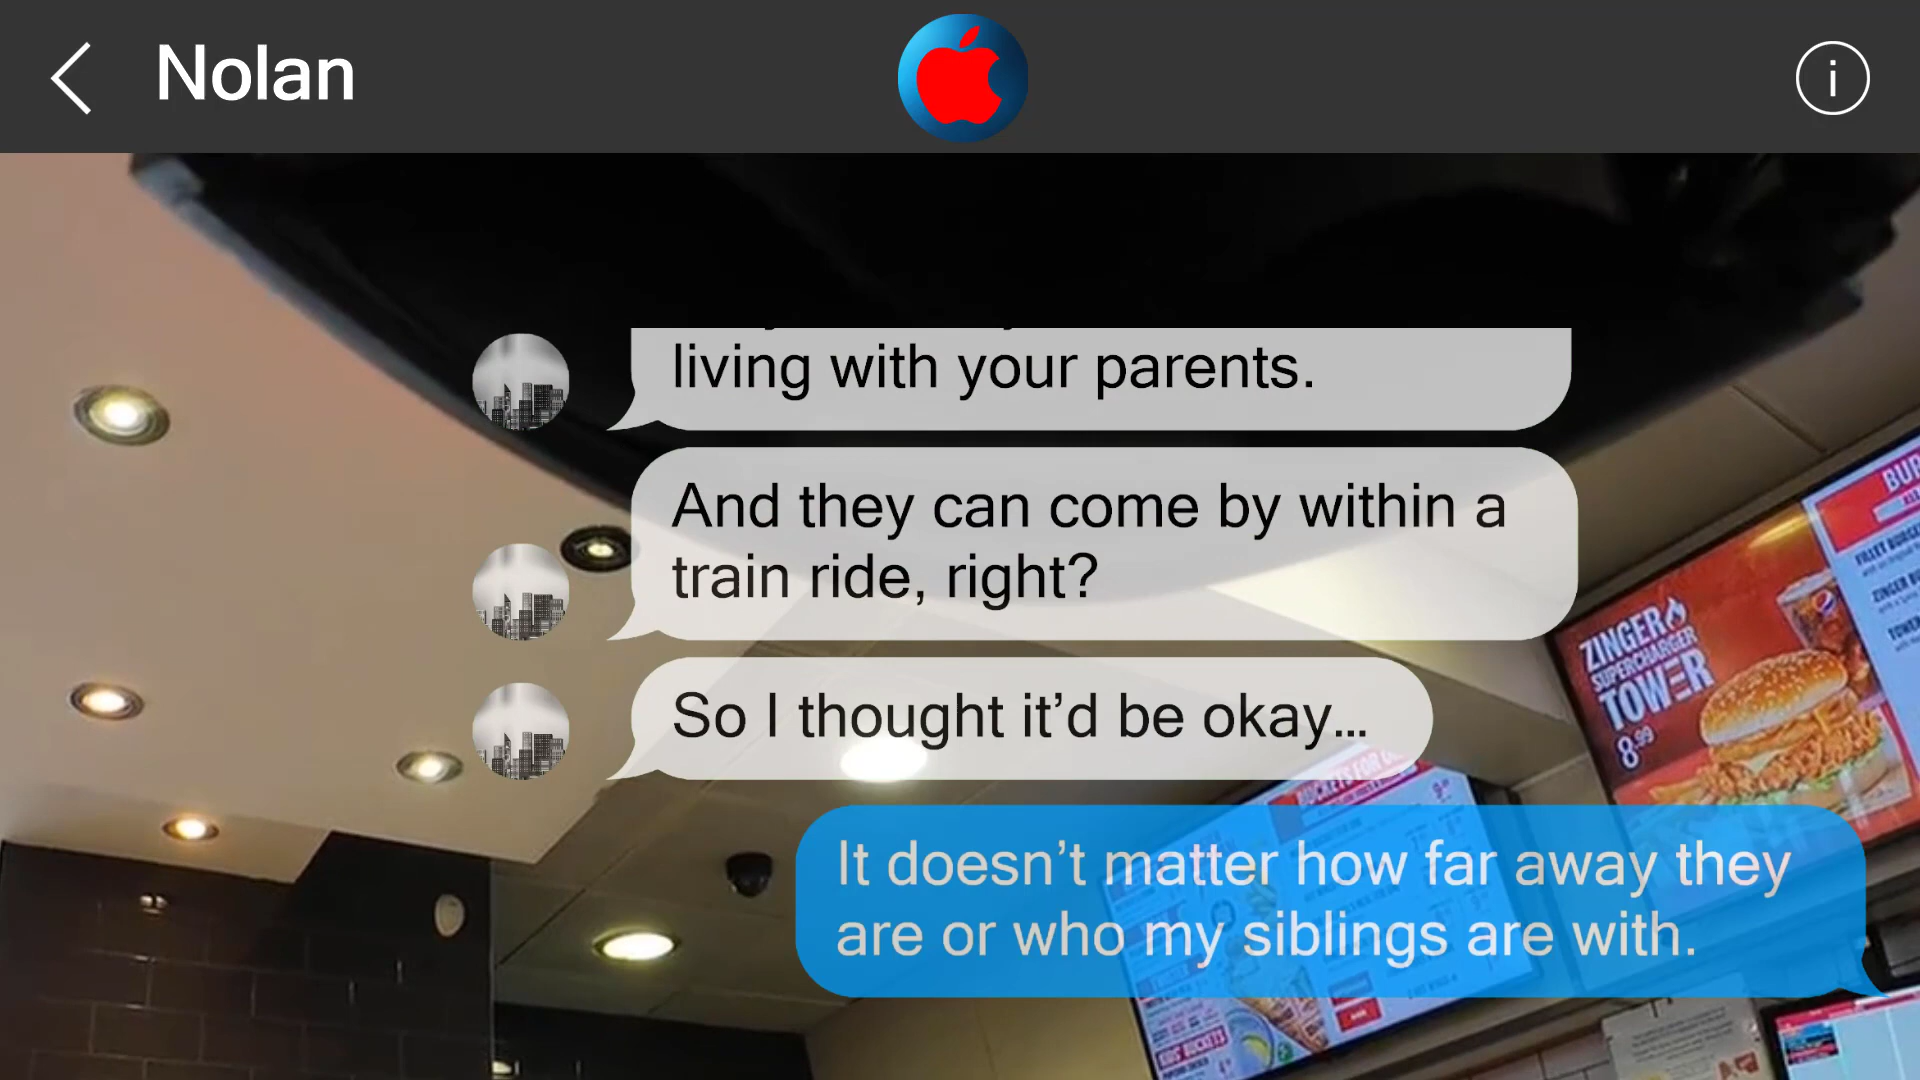 Nolan
living with your parents.
And they can come by within a
train ride, right?
So I thought it’d be okay…
It doesn’t matter how far away they
are or who my siblings are with.
ZINGER
SUPERCHARGER
TOWER
8.99
BUCKETS FOR